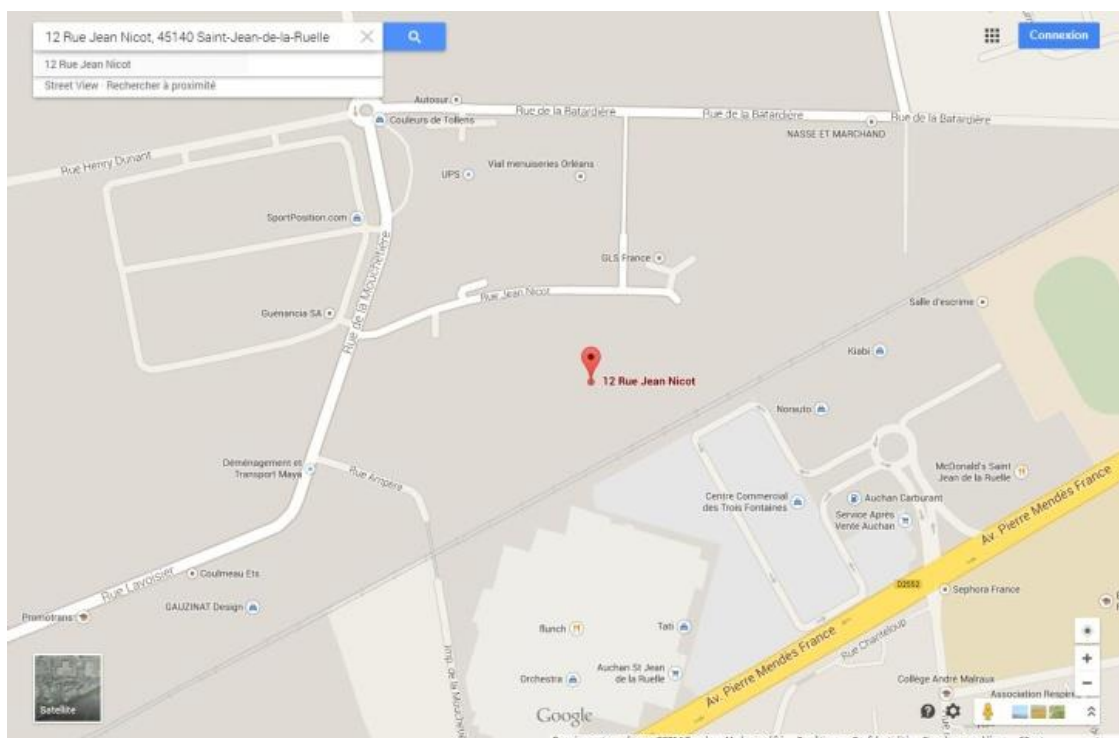 12 Rue Jean Nicot, 45140 Saint-Jean-de-la-Ruelle
Connexion
12 Rue Jean Nicot
Street View · Rechercher à proximité
Autosur
Couleurs de Tollens
Rue de la Batardière
Rue de la Batardière
Rue de la Batardière
NASSE ET MARCHAND
Rue Henry Dunant
UPS
Vial menuiseries Orléans
SportPosition.com
Rue de la Mouchetière
GLS France
Rue Jean Nicot
Guénancia SA
Salle d'escrime
Kiabi
12 Rue Jean Nicot
Norauto
Déménagement et
Transport Maya
Rue Ampère
McDonald's Saint
Jean de la Ruelle
Centre Commercial
des Trois Fontaines
Auchan Carburant
Service Après
Vente Auchan
Av. Pierre Mendès France
Rue Lavoisier
Coulmeau Ets
D2552
Sephora France
GAUZINAT Design
Promotrans
flunch
Tati
Rue Chanteloup
Av. Pierre Mendès France
Orchestra
Auchan St Jean
de la Ruelle
Collège André Malraux
Association
Satellite
Google